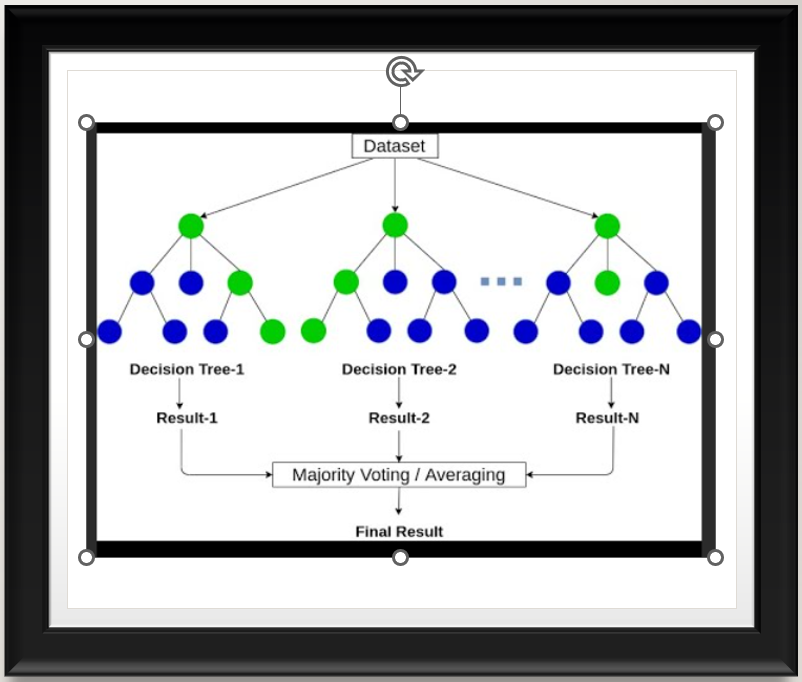 Dataset
Decision Tree-1
Decision Tree-2
Decision Tree-N
Result-1
Result-2
Result-N
Majority Voting / Averaging
Final Result